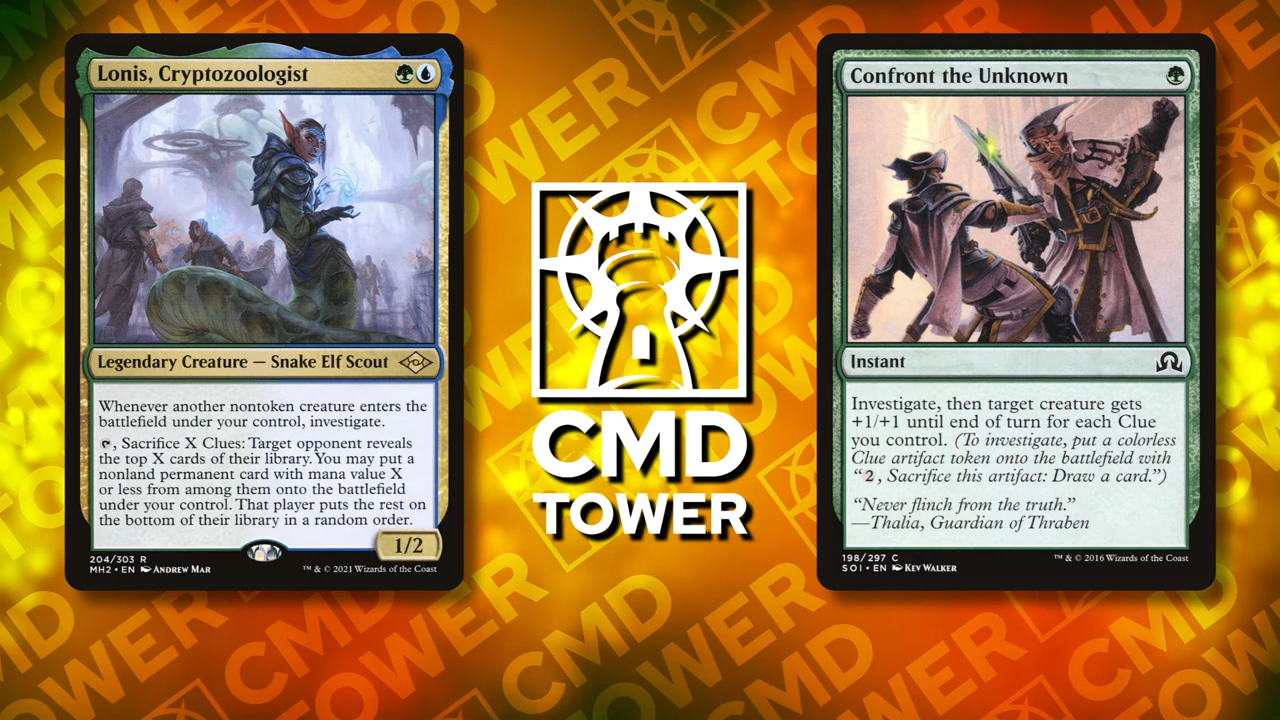 Lonis, Cryptozoologist
Legendary Creature — Snake Elf Scout
Whenever another nontoken creature enters the
battlefield under your control, investigate.
, Sacrifice X Clues: Target opponent reveals
the top X cards of their library. You may put a
nonland permanent card with mana value X
or less from among them onto the battlefield
under your control. That player puts the rest on
the bottom of their library in a random order.
1/2
204/303 R
MH2 • EN Andrew Mar
™ & © 2021 Wizards of the Coast
CMD
TOWER
Confront the Unknown
Instant
Investigate, then target creature gets
+1/+1 until end of turn for each Clue
you control. (To investigate, put a colorless
Clue artifact token onto the battlefield with
“2, Sacrifice this artifact: Draw a card.”)
“Never flinch from the truth.”
—Thalia, Guardian of Thraben
198/297 C
SOI • EN Kev Walker
™ & © 2016 Wizards of the Coast